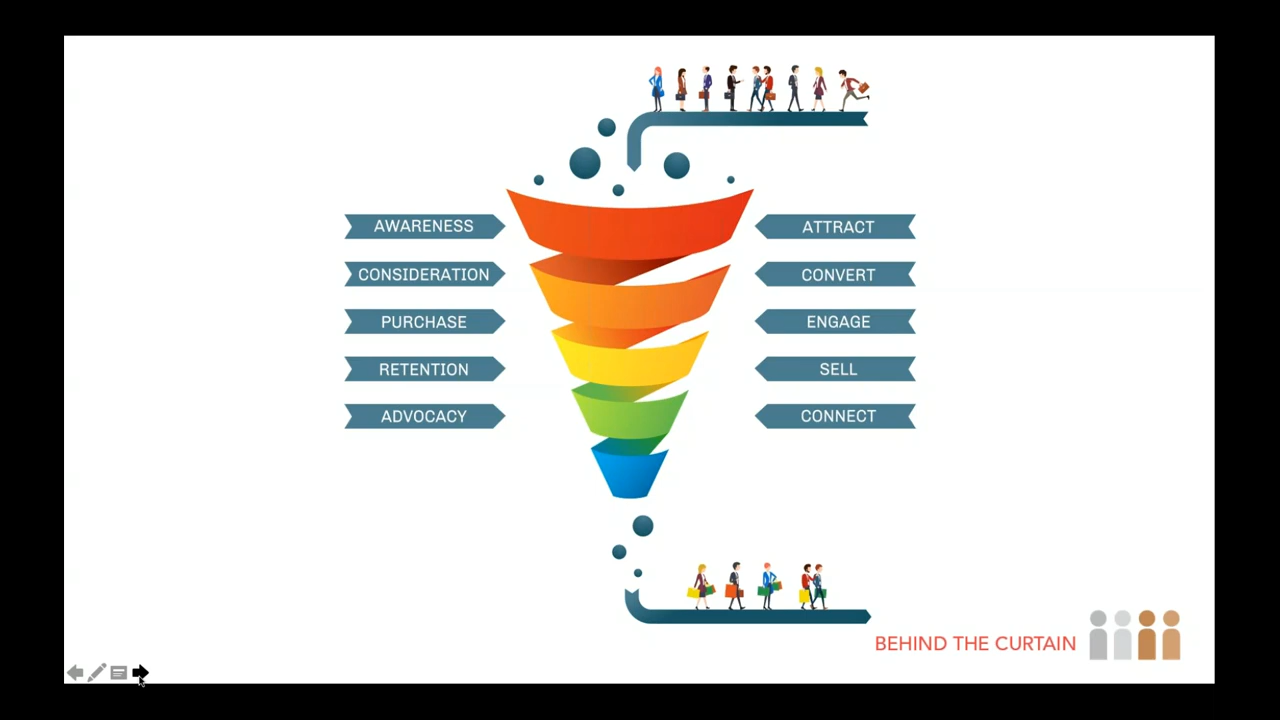 AWARENESS
ATTRACT
CONSIDERATION
CONVERT
PURCHASE
ENGAGE
RETENTION
SELL
ADVOCACY
CONNECT
BEHIND THE CURTAIN